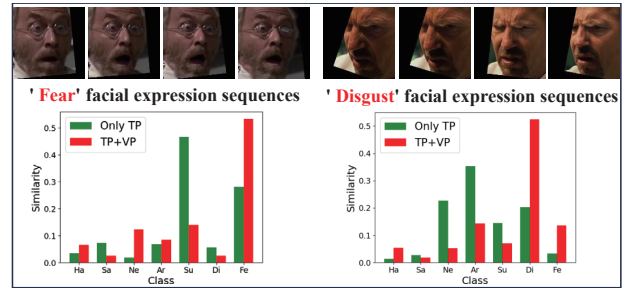 ' Fear' facial expression sequences
' Disgust' facial expression sequences
Only TP
TP+VP
Similarity
0.5
0.4
0.3
0.2
0.1
0.0
Ha Sa Ne Ar Su Di Fe
Class
Only TP
TP+VP
Similarity
0.5
0.4
0.3
0.2
0.1
0.0
Ha Sa Ne Ar Su Di Fe
Class